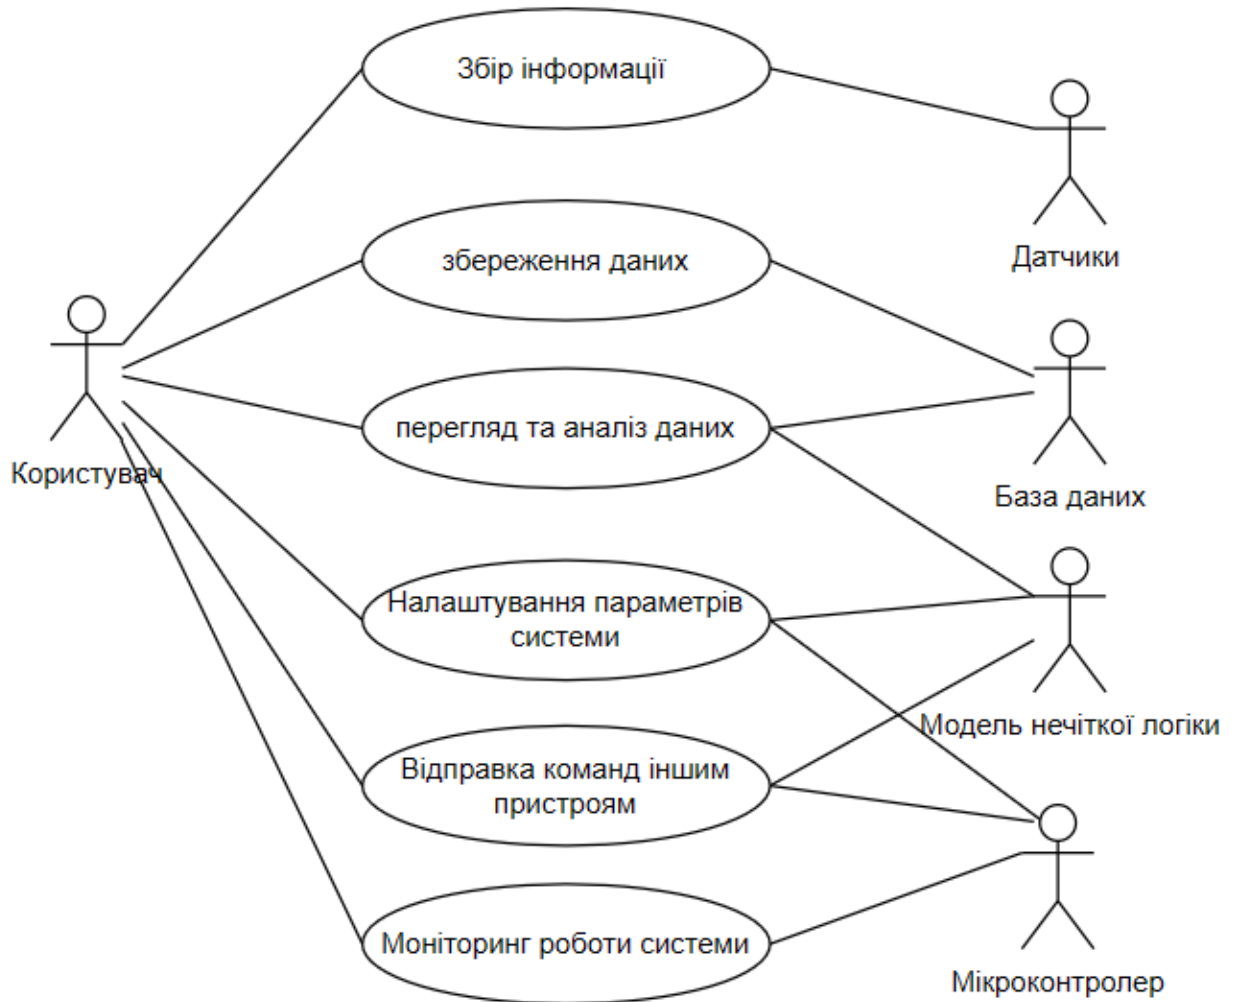 Збір інформації
Датчики
збереження даних
Користувач
перегляд та аналіз даних
База даних
Налаштування параметрів
системи
Модель нечіткої логіки
Відправка команд іншим
пристроям
Моніторинг роботи системи
Мікроконтролер